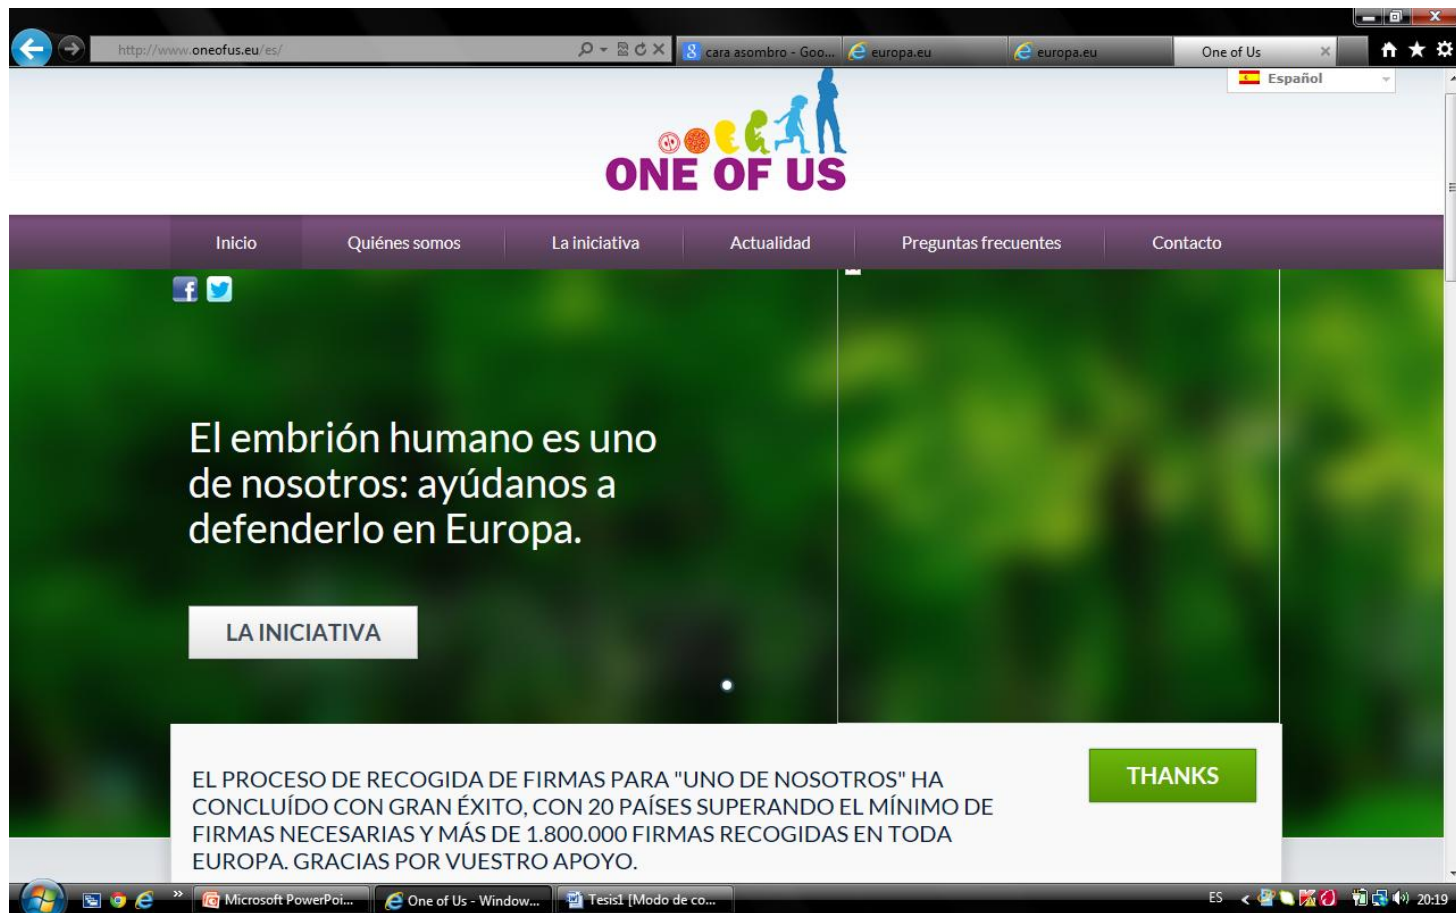 http://www.oneofus.eu/es/
cara asombro - Goo...
europa.eu
europa.eu
One of Us
Español
ONE OF US
Inicio
Quiénes somos
La iniciativa
Actualidad
Preguntas frecuentes
Contacto
El embrión humano es uno
de nosotros: ayúdanos a
defenderlo en Europa.
LA INICIATIVA
EL PROCESO DE RECOGIDA DE FIRMAS PARA "UNO DE NOSOTROS" HA
CONCLUÍDO CON GRAN ÉXITO, CON 20 PAÍSES SUPERANDO EL MÍNIMO DE
FIRMAS NECESARIAS Y MÁS DE 1.800.000 FIRMAS RECOGIDAS EN TODA
EUROPA. GRACIAS POR VUESTRO APOYO.
THANKS
Microsoft PowerPoi...
One of Us - Window...
Tesis1 [Modo de co...
ES
20:19